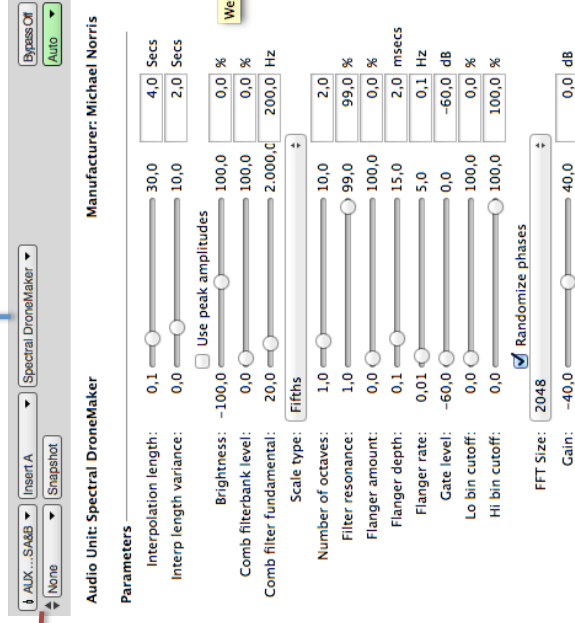 AUX ...SA&B Insert A Spectral DroneMaker Bypass Off
None Snapshot Auto
Audio Unit: Spectral DroneMaker Manufacturer: Michael Norris
Parameters
Interpolation length: 0,1 30,0 4,0 Secs
Interp length variance: 0,0 10,0 2,0 Secs
Use peak amplitudes
We
Brightness: -100,0 100,0 0,0 %
Comb filterbank level: 0,0 100,0 0,0 %
Comb filter fundamental: 20,0 2.000,0 200,0 Hz
Scale type: Fifths
Number of octaves: 1,0 10,0 2,0
Filter resonance: 1,0 99,0 99,0 %
Flanger amount: 0,0 100,0 0,0 %
Flanger depth: 0,1 15,0 2,0 msecs
Flanger rate: 0,01 5,0 0,1 Hz
Gate level: -60,0 0,0 -60,0 dB
Lo bin cutoff: 0,0 100,0 0,0 %
Hi bin cutoff: 0,0 100,0 100,0 %
Randomize phases
FFT Size: 2048
Gain: -40,0 40,0 0,0 dB